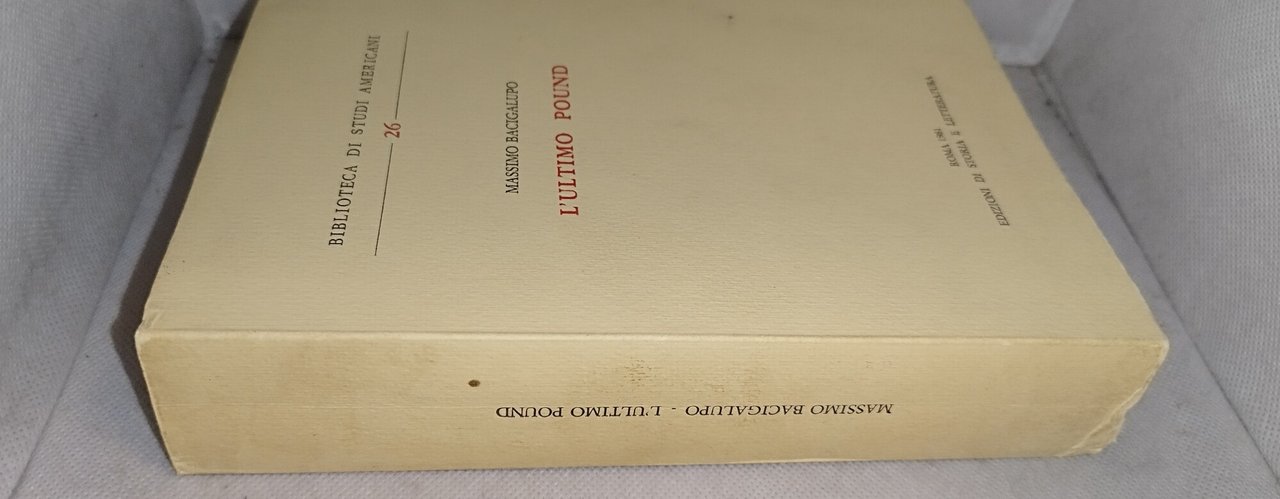 BIBLIOTECA DI STUDI AMERICANI
26
MASSIMO BACIGALUPO
L'ULTIMO POUND
ROMA 1981
EDIZIONI DI STORIA E LETTERATURA
MASSIMO BACIGALUPO - L'ULTIMO POUND